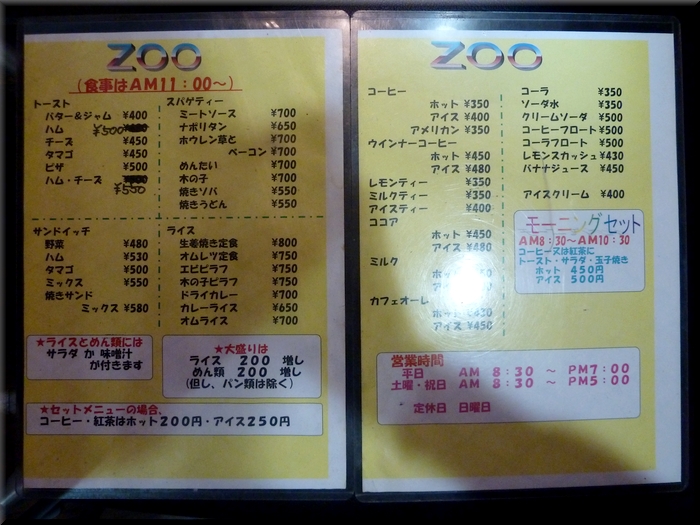 ZOO
(食事はAM11:00~)
トースト
バター&ジャム ¥400
ハム ¥500
チーズ ¥450
タマゴ ¥450
ピザ ¥500
ハム・チーズ ¥550
スパゲティー
ミートソース ¥700
ナポリタン ¥650
ホウレン草と
ベーコン ¥700
めんたい ¥700
木の子 ¥700
焼きソバ ¥550
焼きうどん ¥550
サンドイッチ
野菜 ¥480
ハム ¥530
タマゴ ¥500
ミックス ¥550
焼きサンド
ミックス ¥580
ライス
生姜焼き定食 ¥800
オムレツ定食 ¥750
エビピラフ ¥750
木の子ピラフ ¥750
ドライカレー ¥700
カレーライス ¥650
オムライス ¥700
★ライスとめん類には
サラダ か 味噌汁
が付きます
★大盛りは
ライス 200 増し
めん類 200 増し
(但し、パン類は除く)
★セットメニューの場合、
コーヒー・紅茶はホット200円・アイス250円
ZOO
コーヒー
ホット ¥350
アイス ¥400
アメリカン ¥350
ウインナーコーヒー
ホット ¥450
アイス ¥480
レモンティー ¥350
ミルクティー ¥350
アイスティー ¥400
ココア
ホット ¥450
アイス ¥480
ミルク
ホット
アイス
カフェオーレ
ホット ¥430
アイス ¥450
コーラ ¥350
ソーダ水 ¥350
クリームソーダ ¥500
コーヒーフロート ¥500
コーラフロート ¥500
レモンスカッシュ ¥430
バナナジュース ¥450
アイスクリーム ¥400
モーニングセット
AM8:30~AM10:30
コーヒー又は紅茶に
トースト・サラダ・玉子焼き
ホット 450円
アイス 500円
営業時間
平日 AM 8:30 ~ PM7:00
土曜・祝日 AM 8:30 ~ PM5:00
定休日 日曜日